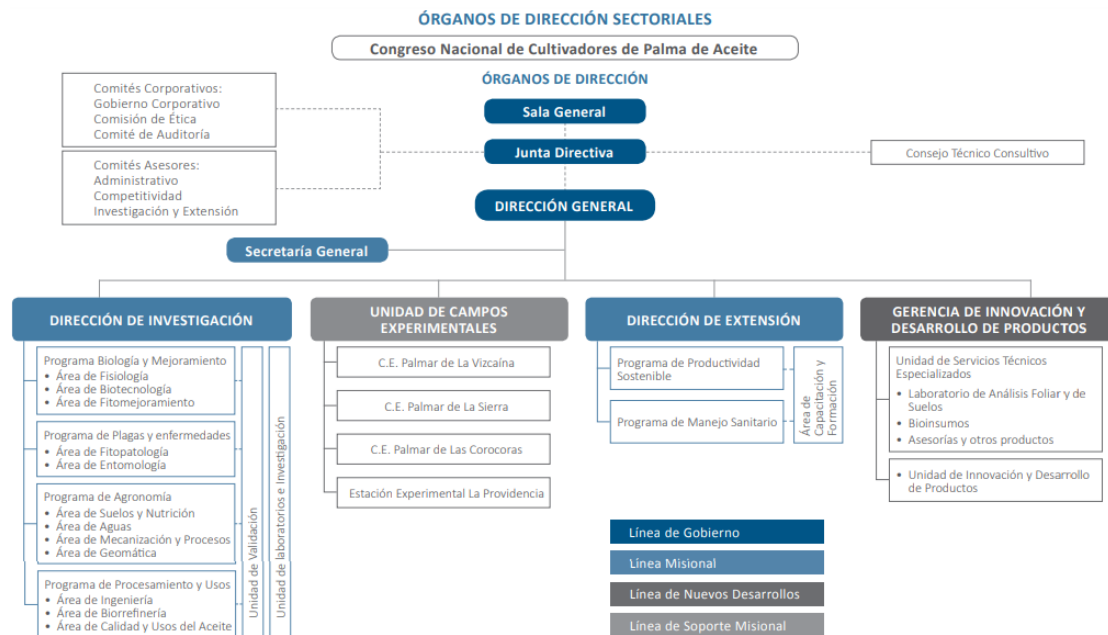 ÓRGANOS DE DIRECCIÓN SECTORIALES
Congreso Nacional de Cultivadores de Palma de Aceite
ÓRGANOS DE DIRECCIÓN
Comités Corporativos:
Gobierno Corporativo
Comisión de Ética
Comité de Auditoría
Comités Asesores:
Administrativo
Competitividad
Investigación y Extensión
Sala General
Junta Directiva
Consejo Técnico Consultivo
DIRECCIÓN GENERAL
Secretaría General
DIRECCIÓN DE INVESTIGACIÓN
Programa Biología y Mejoramiento
• Área de Fisiología
• Área de Biotecnología
• Área de Fitomejoramiento
Programa de Plagas y enfermedades
• Área de Fitopatología
• Área de Entomología
Programa de Agronomía
• Área de Suelos y Nutrición
• Área de Aguas
• Área de Mecanización y Procesos
• Área de Geomática
Programa de Procesamiento y Usos
• Área de Ingeniería
• Área de Biorrefinería
• Área de Calidad y Usos del Aceite
Unidad de Validación
Unidad de laboratorios e Investigación
UNIDAD DE CAMPOS
EXPERIMENTALES
C.E. Palmar de La Vizcaína
C.E. Palmar de La Sierra
C.E. Palmar de Las Corocoras
Estación Experimental La Providencia
DIRECCIÓN DE EXTENSIÓN
Programa de Productividad
Sostenible
Programa de Manejo Sanitario
Área de
Capacitación y
Formación
GERENCIA DE INNOVACIÓN Y
DESARROLLO DE PRODUCTOS
Unidad de Servicios Técnicos
Especializados
• Laboratorio de Análisis Foliar y de
Suelos
• Bioinsumos
• Asesorías y otros productos
• Unidad de Innovación y Desarrollo
de Productos
Línea de Gobierno
Línea Misional
Línea de Nuevos Desarrollos
Línea de Soporte Misional